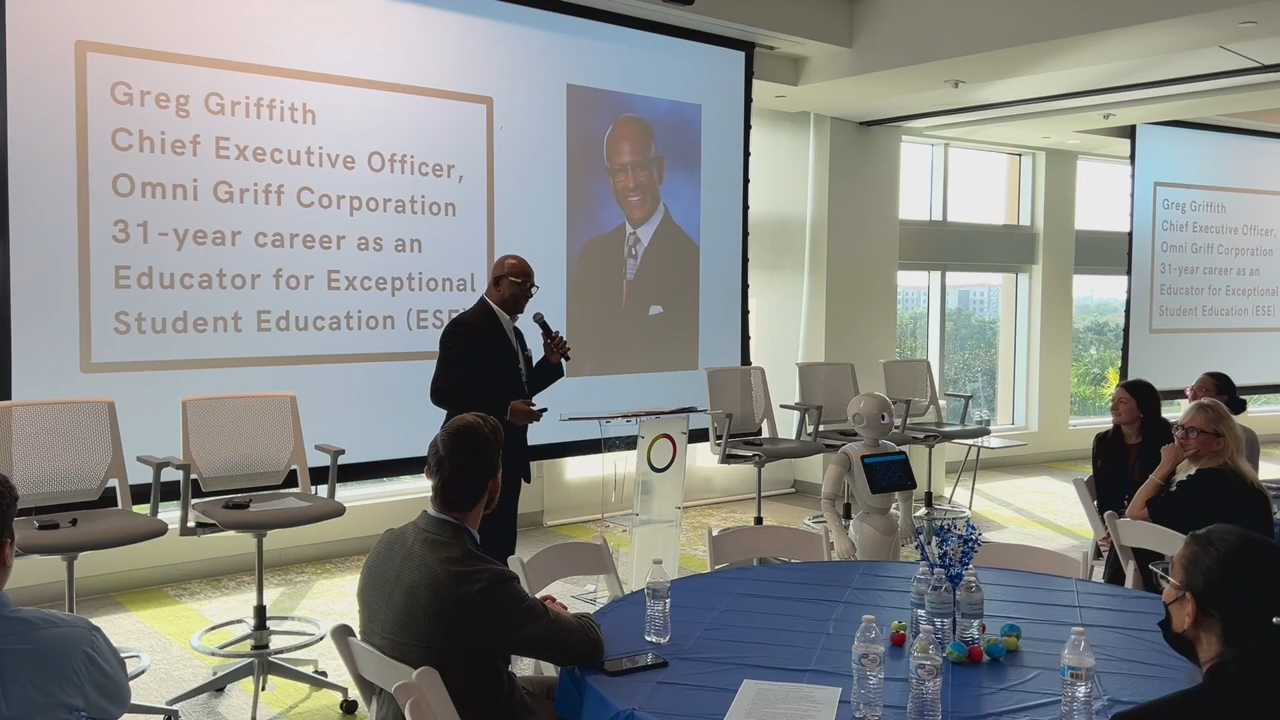 Greg Griffith
Chief Executive Officer,
Omni Griff Corporation
31-year career as an
Educator for Exceptional
Student Education (ESE)
Greg Griffith
Chief Executive Officer,
Omni Griff Corporation
31-year career as an
Educator for Exceptional
Student Education (ESE)